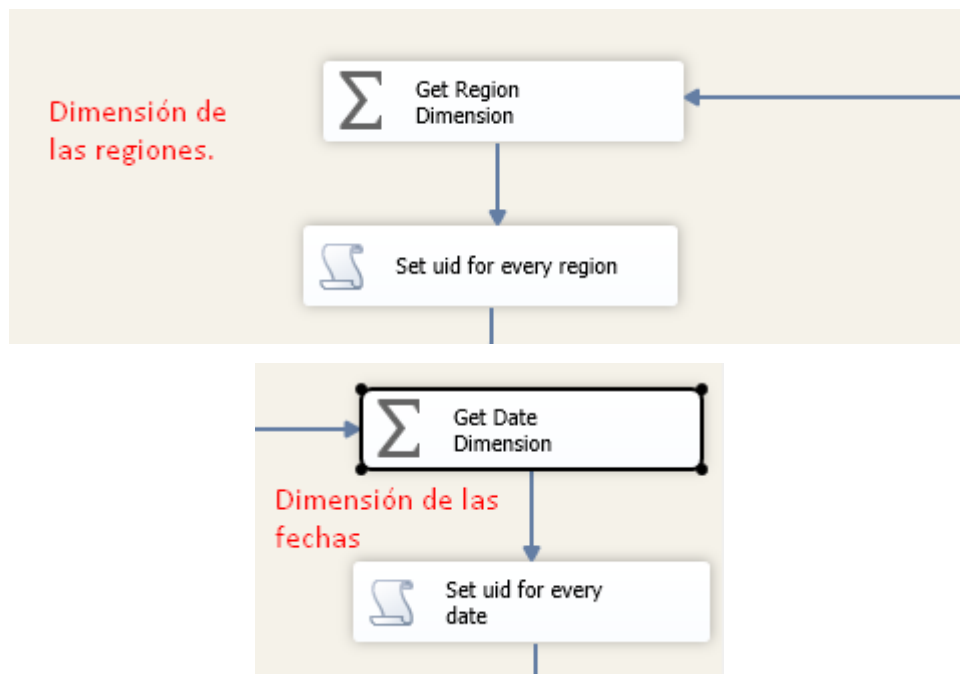 Get Region
Dimension
Dimensión de
las regiones.
Set uid for every region
Get Date
Dimension
Dimensión de las
fechas
Set uid for every
date